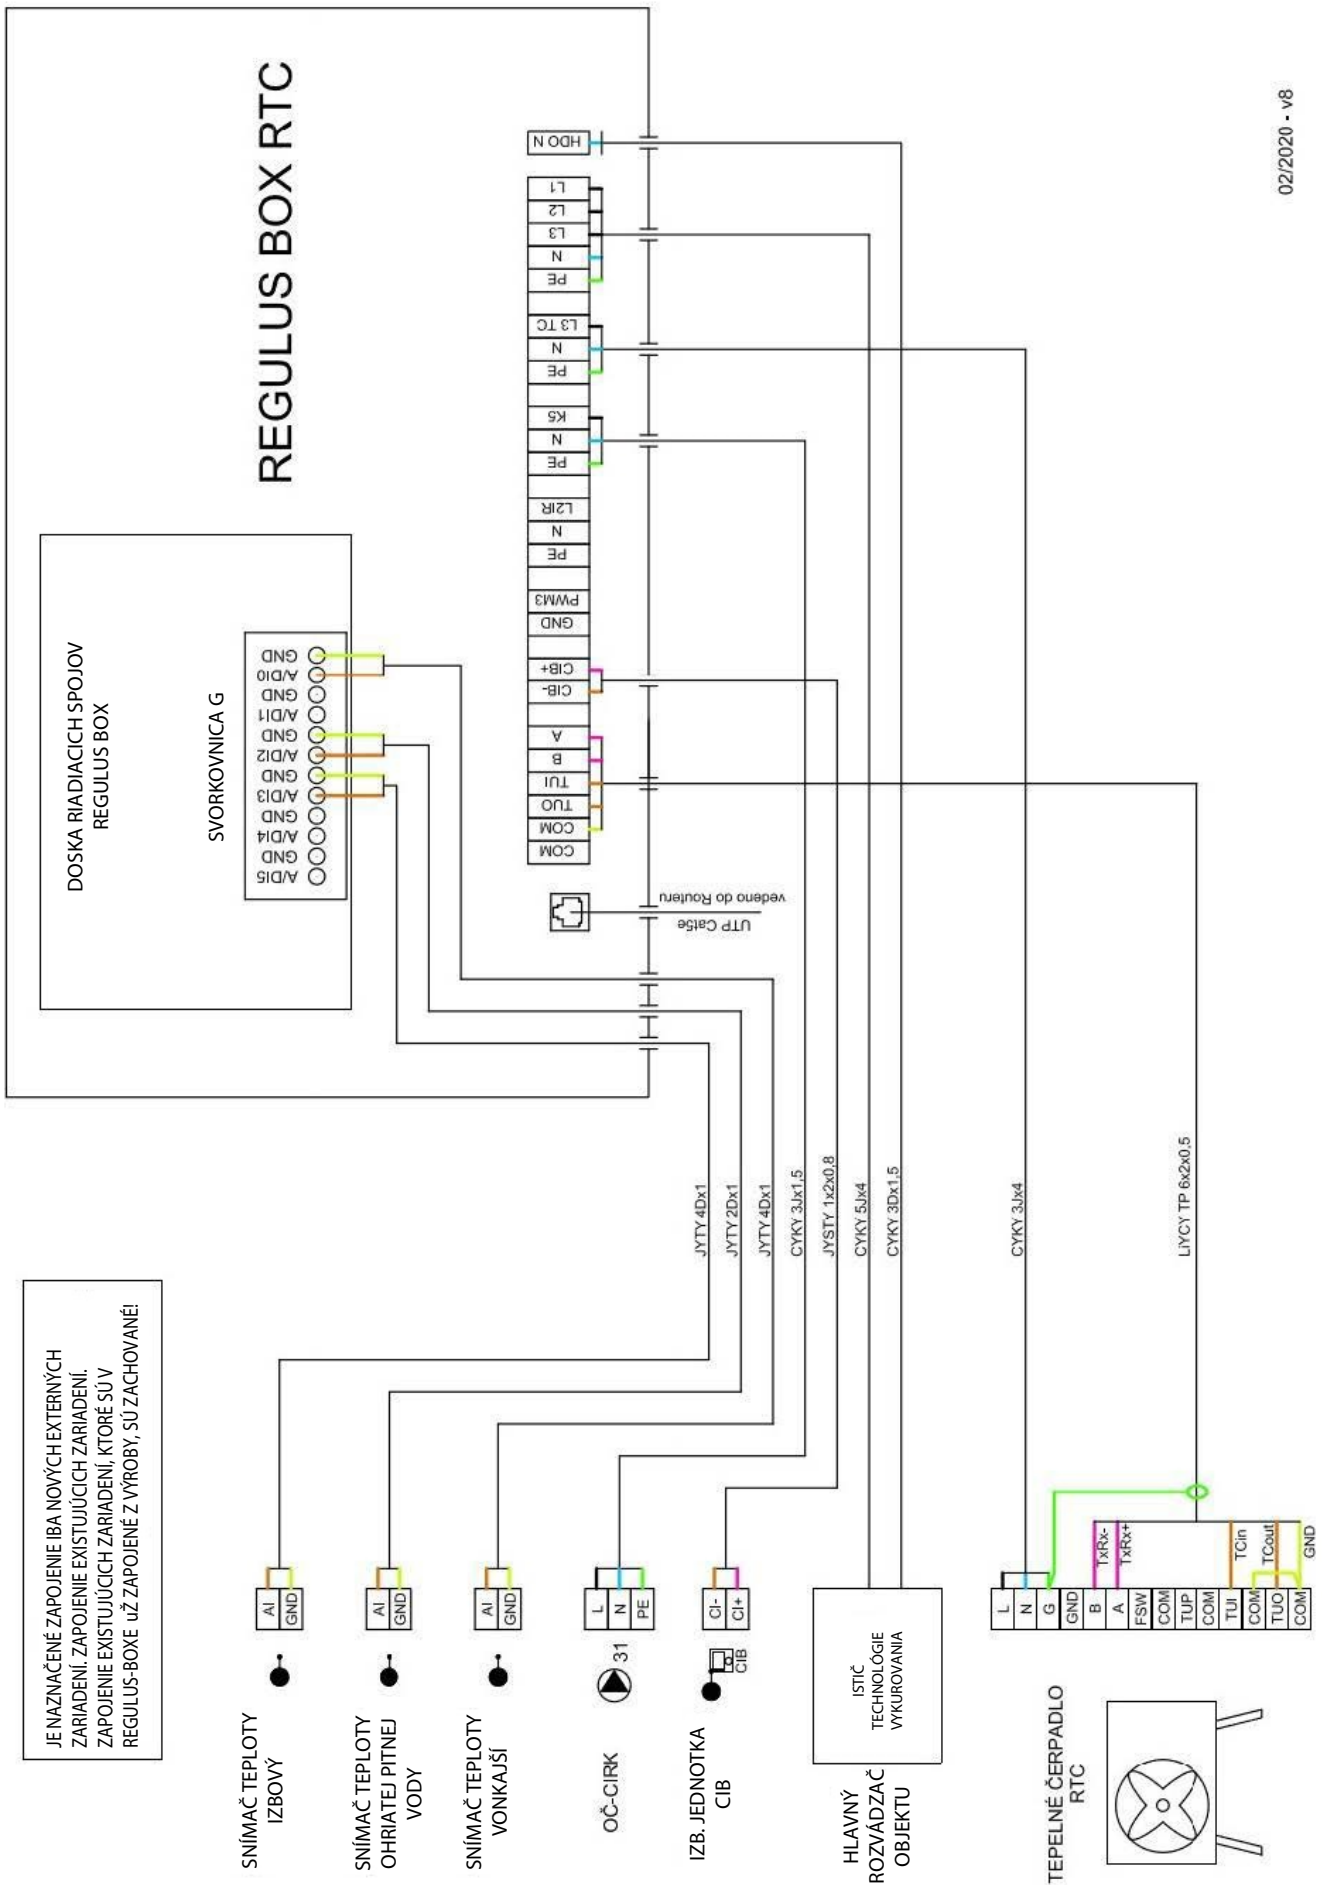 REGULUS BOX RTC
DOSKA RIADIACICH SPOJOV
REGULUS BOX
SVORKOVNICA G
A/DI5
GND
A/DI4
GND
A/DI3
GND
A/DI2
GND
A/DI1
GND
A/DI0
GND
COM
COM
TUO
TUI
B
A
CIB-
CIB+
GND
PWM3
PE
N
L2IR
PE
N
K5
PE
N
L3 TC
PE
N
L3
L2
L1
HDO N
UTP Cat5e
vedeno do Routeru
JE NAZNAČENÉ ZAPOJENIE IBA NOVÝCH EXTERNÝCH
ZARIADENÍ. ZAPOJENIE EXISTUJÚCICH ZARIADENÍ.
ZAPOJENIE EXISTUJÚCICH ZARIADENÍ, KTORÉ SÚ V
REGULUS-BOXE uŽ ZAPOJENÉ Z VÝROBY, SÚ ZACHOVANÉ!
JYTY 4Dx1
JYTY 2Dx1
JYTY 4Dx1
CYKY 3Jx1,5
JYSTY 1x2x0,8
CYKY 5Jx4
CYKY 3Dx1,5
CYKY 3Jx4
LiYCY TP 6x2x0,5
SNÍMAČ TEPLOTY
IZBOVÝ
AI
GND
SNÍMAČ TEPLOTY
OHRIATEJ PITNEJ
VODY
AI
GND
SNÍMAČ TEPLOTY
VONKAJŠÍ
AI
GND
OČ-CIRK
31
L
N
PE
IZB. JEDNOTKA
CIB
CIB
CI-
CI+
HLAVNÝ
ROZVÁDZAČ
OBJEKTU
ISTIČ
TECHNOLÓGIE
VYKUROVANIA
TEPELNÉ ČERPADLO
RTC
L
N
G
GND
B
A
FSW
COM
TUP
COM
TUI
COM
TUO
COM
TxRx-
TxRx+
TCin
TCout
GND
02/2020 - v8